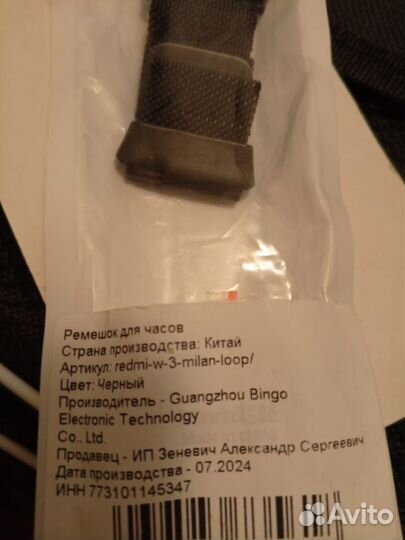 Ремешок для часов
Страна производства: Китай
Артикул: redmi-w-3-milan-loop/
Цвет: Черный
Производитель - Guangzhou Bingo
Electronic Technology
Co., Ltd.
Продавец - ИП Зеневич Александр Сергеевич
Дата производства - 07.2024
ИНН 773101145347
Avito